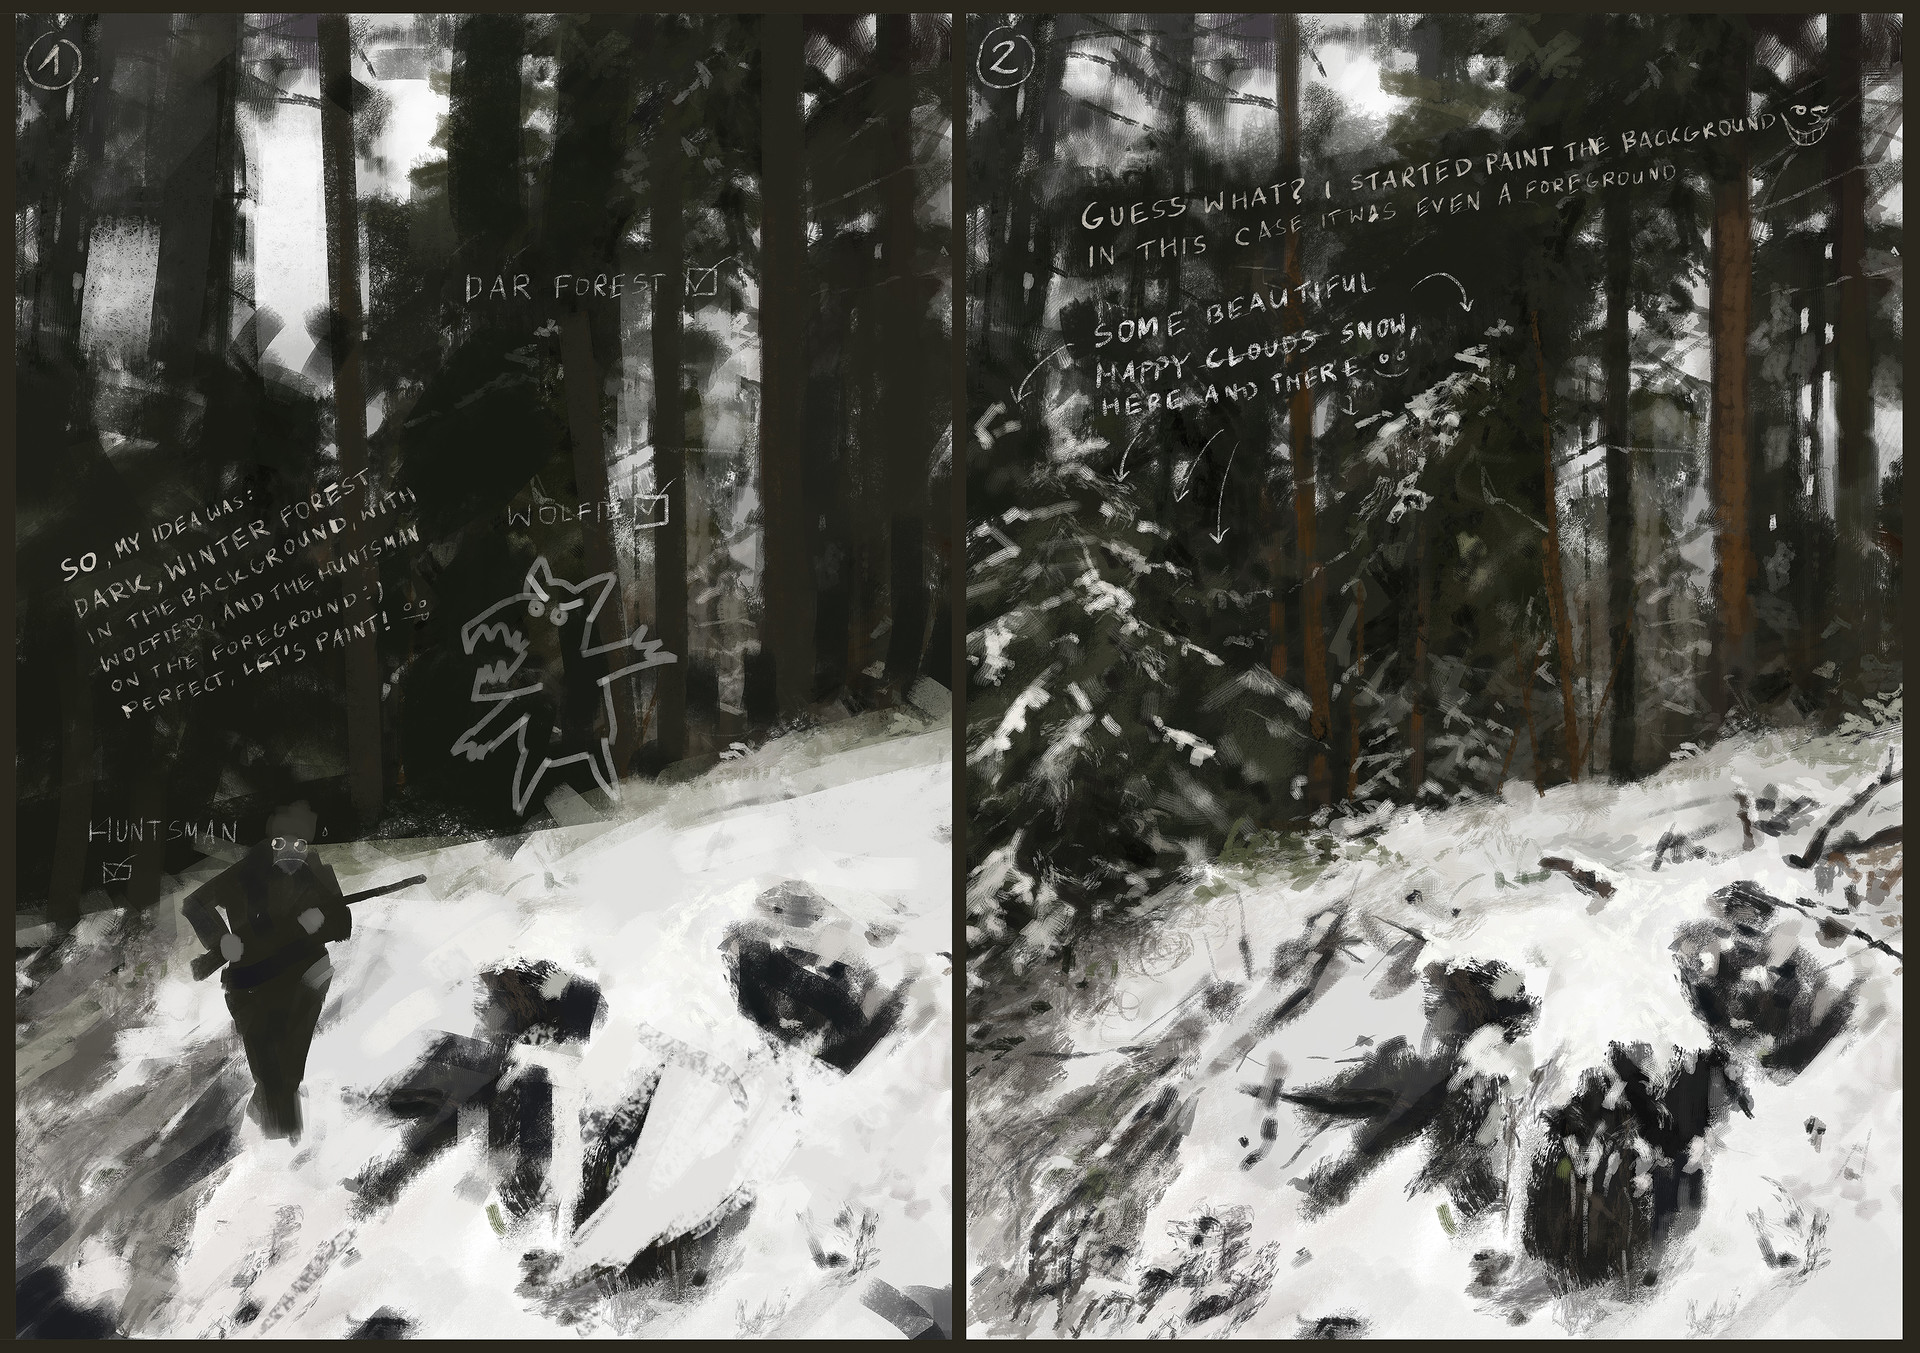 1.
DAR FOREST
WOLFIE
SO, MY IDEA WAS:
DARK, WINTER FOREST
IN THE BACKGROUND, WITH
WOLFIE♡, AND THE HUNTSMAN
ON THE FOREGROUND:)
PERFECT, LET'S PAINT!
HUNTSMAN
2
GUESS WHAT? I STARTED PAINT THE BACKGROUND
IN THIS CASE IT WAS EVEN A FOREGROUND
SOME BEAUTIFUL
HAPPY CLOUDS SNOW,
HERE AND THERE